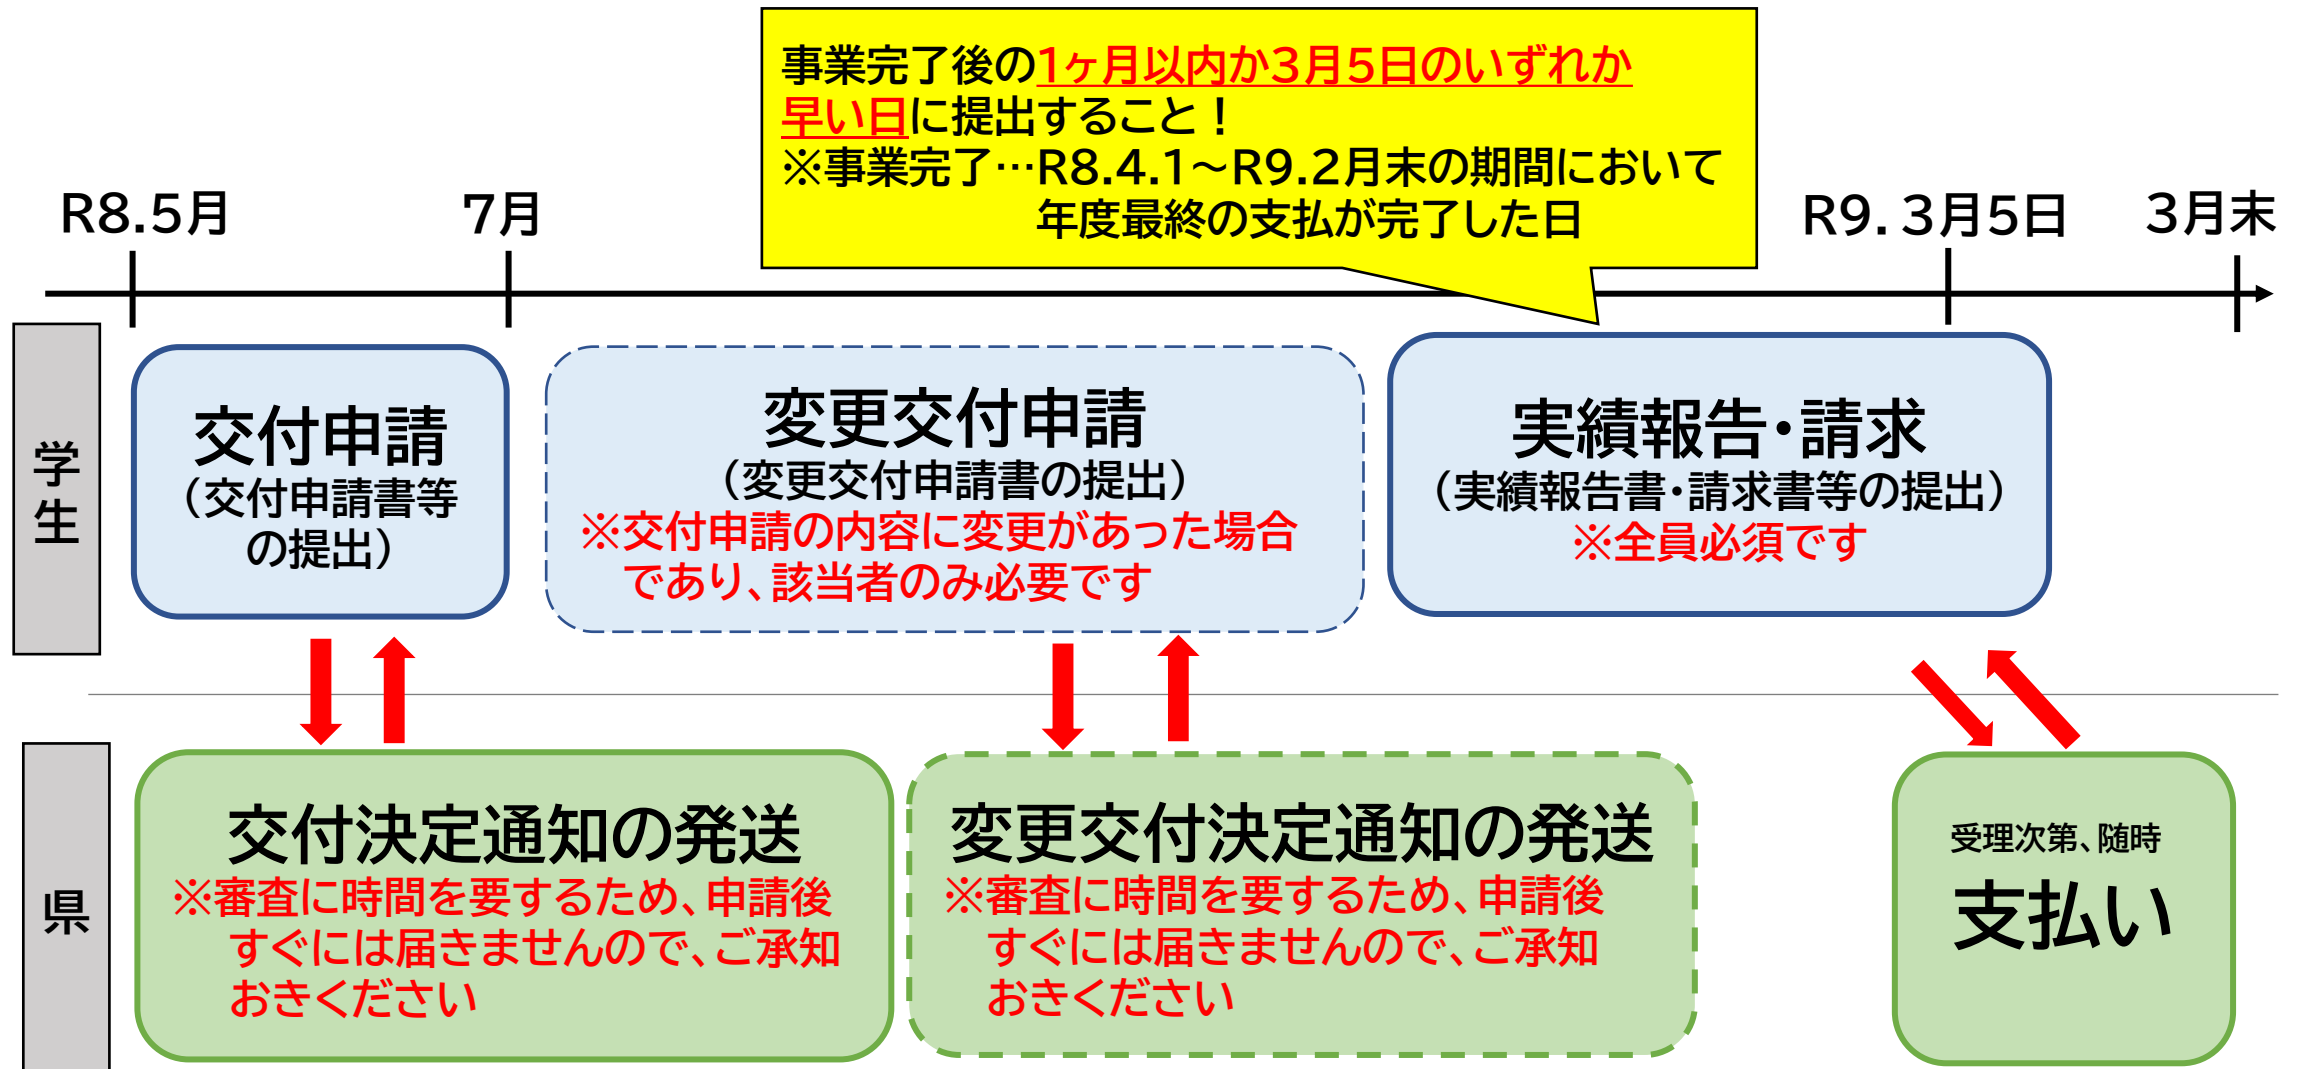 事業完了後の1ヶ月以内か3月5日のいずれか
早い日に提出すること！
※事業完了…R8.4.1～R9.2月末の期間において
年度最終の支払が完了した日
R8.5月
7月
R9.3月5日
3月末
学生
交付申請
（交付申請書等
の提出）
変更交付申請
（変更交付申請書の提出）
※交付申請の内容に変更があった場合
であり、該当者のみ必要です
実績報告・請求
（実績報告書・請求書等の提出）
※全員必須です
県
交付決定通知の発送
※審査に時間を要するため、申請後
すぐには届きませんので、ご承知
おきください
変更交付決定通知の発送
※審査に時間を要するため、申請後
すぐには届きませんので、ご承知
おきください
受理次第、随時
支払い